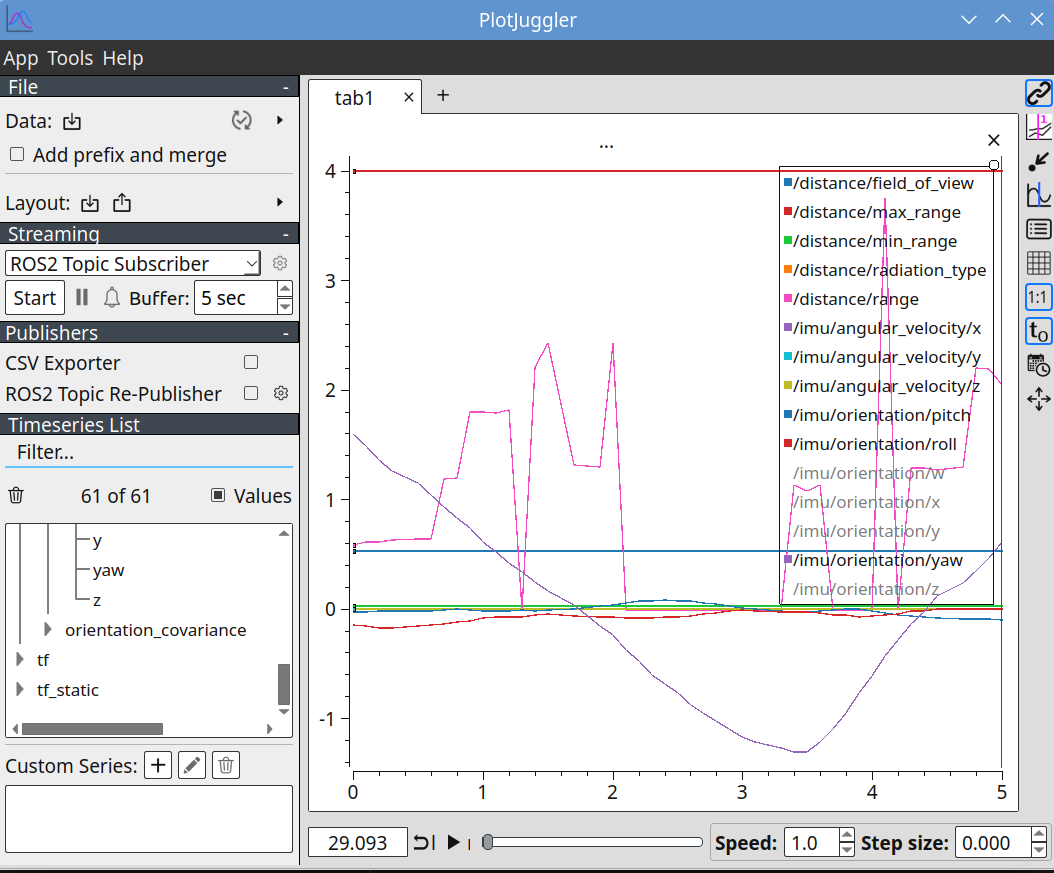 PlotJuggler
App Tools Help
File -
Data:
Add prefix and merge
Layout:
Streaming -
ROS2 Topic Subscriber
Start Buffer: 5 sec
Publishers -
CSV Exporter
ROS2 Topic Re-Publisher
Timeseries List
Filter...
61 of 61 Values
y
yaw
z
orientation_covariance
tf
tf_static
Custom Series: +
tab1 × +
... ×
4
3
2
1
0
-1
0 1 2 3 4 5
/distance/field_of_view
/distance/max_range
/distance/min_range
/distance/radiation_type
/distance/range
/imu/angular_velocity/x
/imu/angular_velocity/y
/imu/angular_velocity/z
/imu/orientation/pitch
/imu/orientation/roll
/imu/orientation/w
/imu/orientation/x
/imu/orientation/y
/imu/orientation/yaw
/imu/orientation/z
1
1:1
t0
29.093 Speed: 1.0 Step size: 0.000